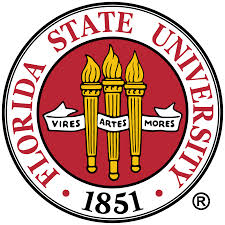 FLORIDA STATE UNIVERSITY
VIRES ARTES MORES
· 1851 ·
®